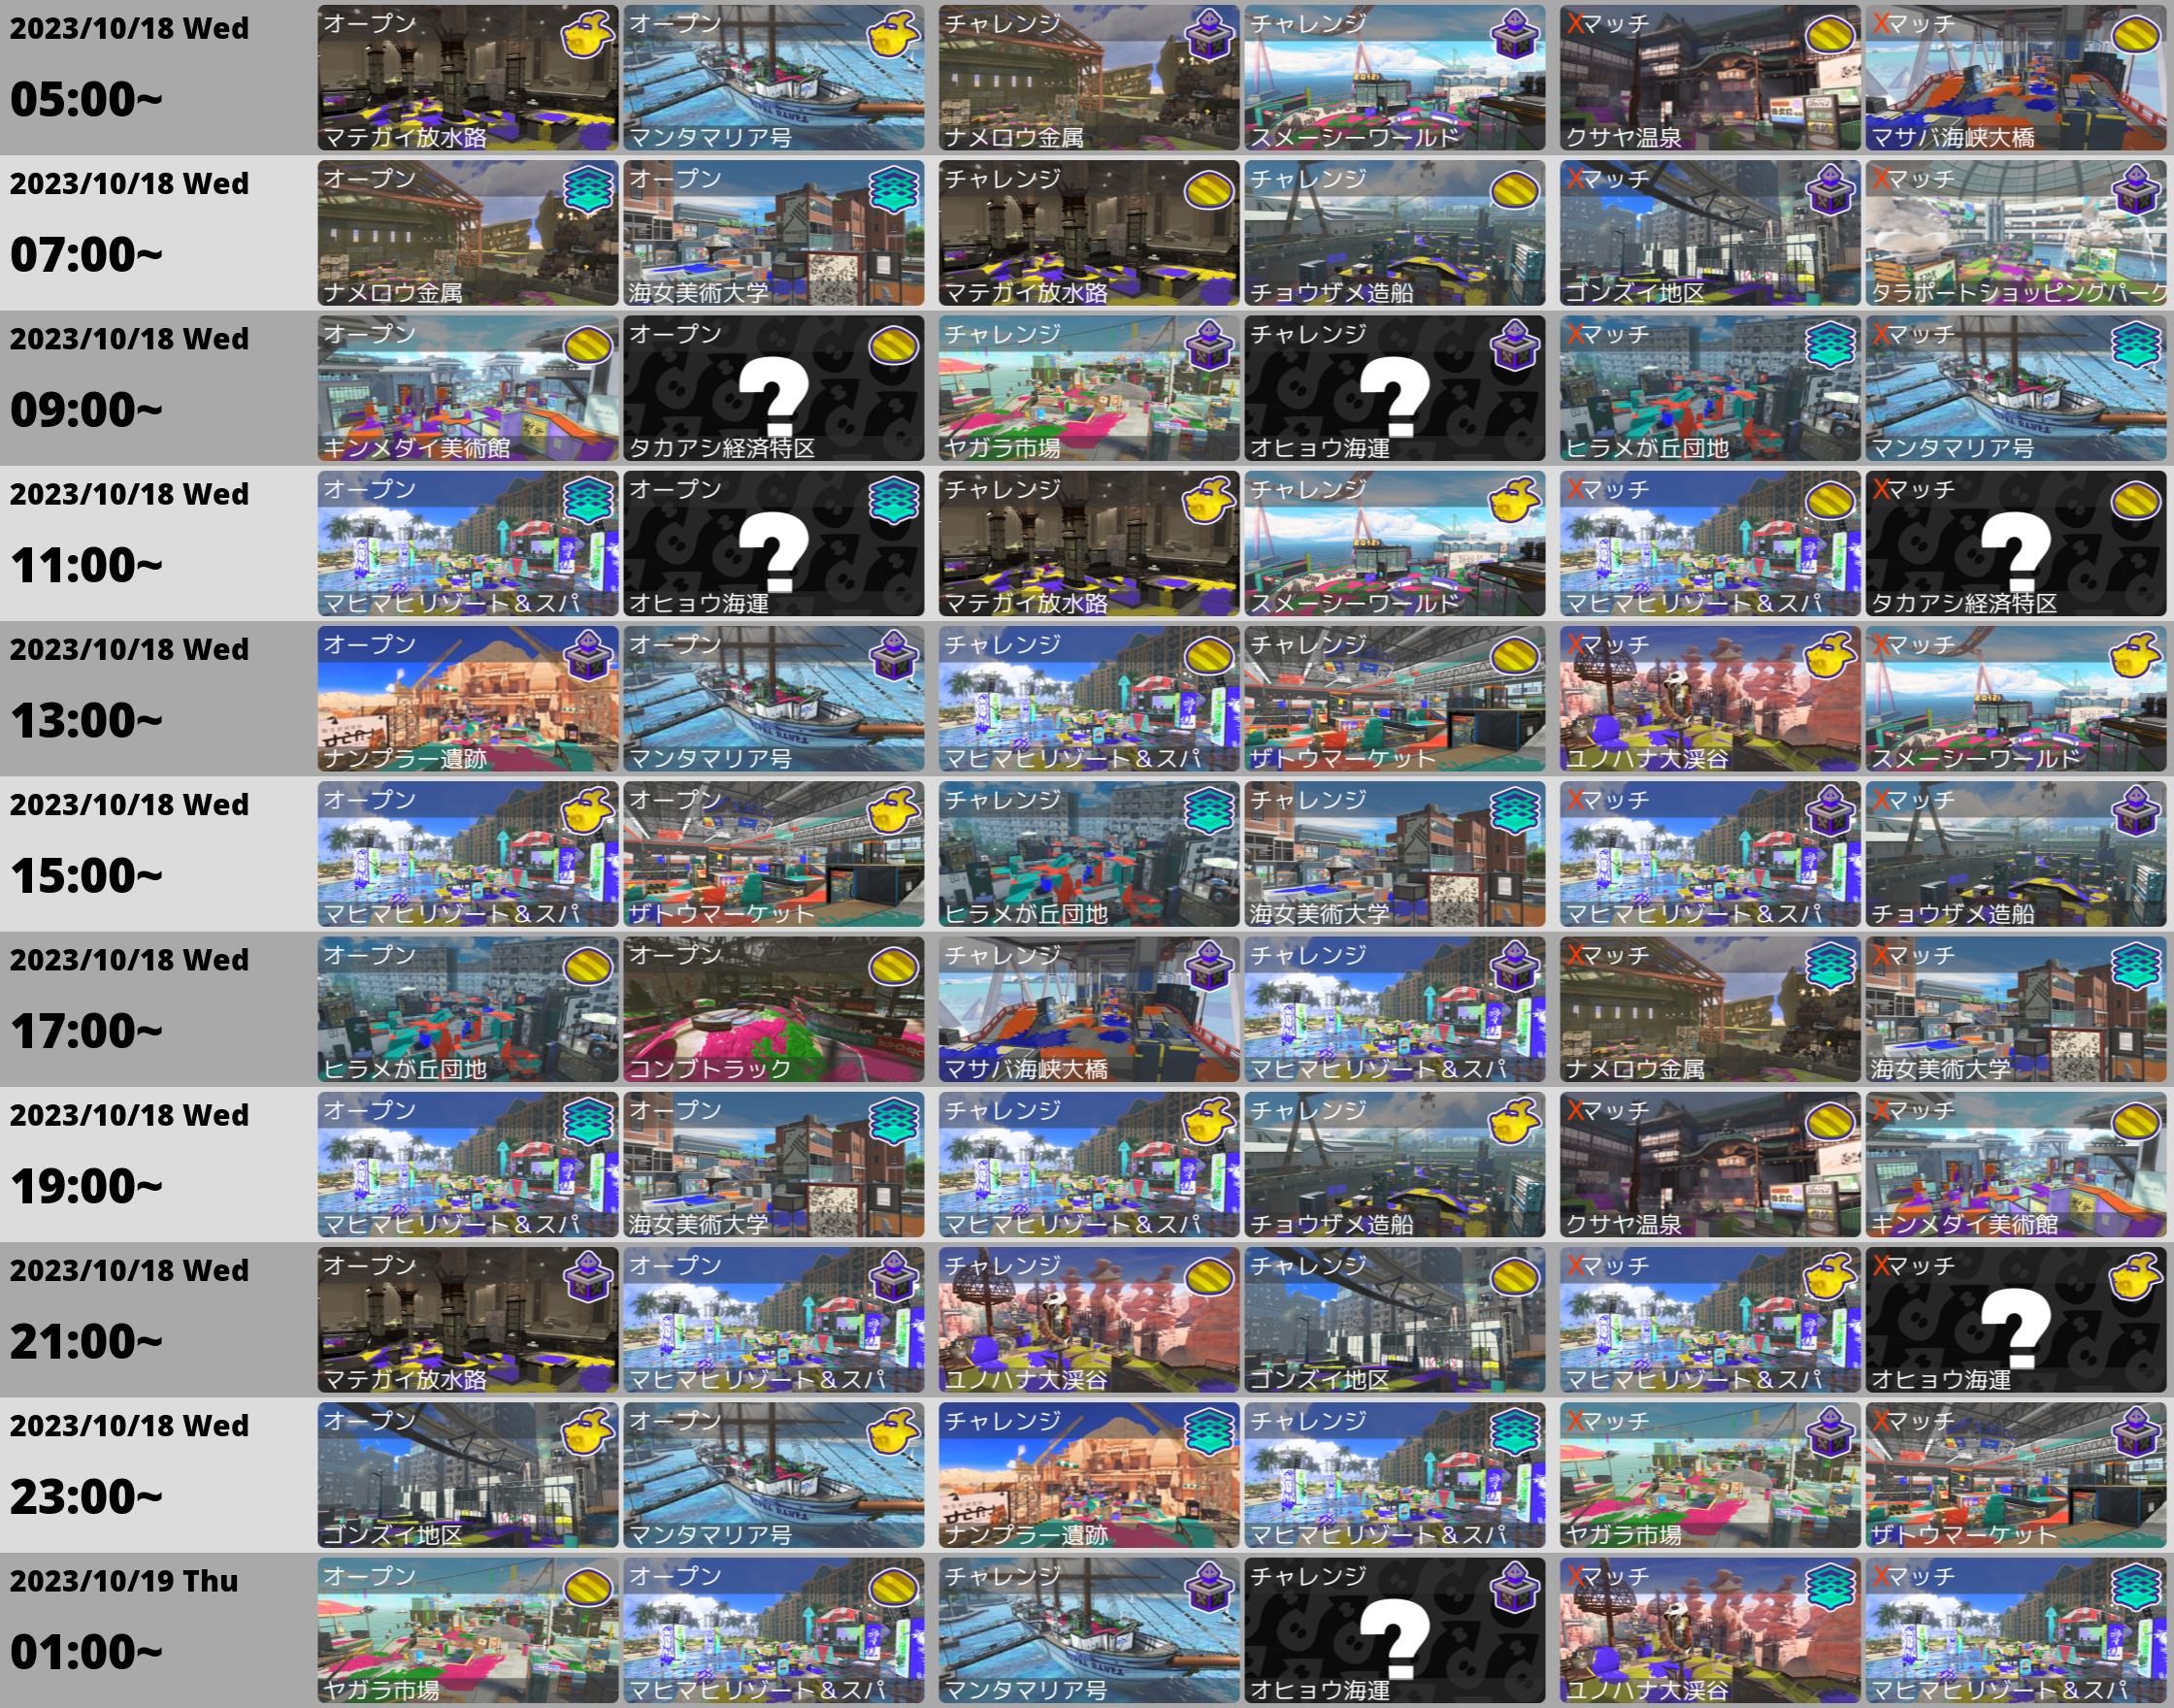 2023/10/18 Wed
05:00~
オープン
マテガイ放水路
オープン
マンタマリア号
チャレンジ
ナメロウ金属
チャレンジ
スメーシーワールド
Xマッチ
クサヤ温泉
Xマッチ
マサバ海峡大橋
2023/10/18 Wed
07:00~
オープン
ナメロウ金属
オープン
海女美術大学
チャレンジ
マテガイ放水路
チャレンジ
チョウザメ造船
Xマッチ
ゴンズイ地区
Xマッチ
タラポートショッピングパーク
2023/10/18 Wed
09:00~
オープン
キンメダイ美術館
オープン
?
タカアシ経済特区
チャレンジ
ヤガラ市場
チャレンジ
?
オヒョウ海運
Xマッチ
ヒラメが丘団地
Xマッチ
マンタマリア号
2023/10/18 Wed
11:00~
オープン
マヒマヒリゾート&スパ
オープン
?
オヒョウ海運
チャレンジ
マテガイ放水路
チャレンジ
スメーシーワールド
Xマッチ
マヒマヒリゾート&スパ
Xマッチ
?
タカアシ経済特区
2023/10/18 Wed
13:00~
オープン
ナンプラー遺跡
オープン
マンタマリア号
チャレンジ
マヒマヒリゾート&スパ
チャレンジ
ザトウマーケット
Xマッチ
ユノハナ大渓谷
Xマッチ
スメーシーワールド
2023/10/18 Wed
15:00~
オープン
マヒマヒリゾート&スパ
オープン
ザトウマーケット
チャレンジ
ヒラメが丘団地
チャレンジ
海女美術大学
Xマッチ
マヒマヒリゾート&スパ
Xマッチ
チョウザメ造船
2023/10/18 Wed
17:00~
オープン
ヒラメが丘団地
オープン
コンブトラック
チャレンジ
マサバ海峡大橋
チャレンジ
マヒマヒリゾート&スパ
Xマッチ
ナメロウ金属
Xマッチ
海女美術大学
2023/10/18 Wed
19:00~
オープン
マヒマヒリゾート&スパ
オープン
海女美術大学
チャレンジ
マヒマヒリゾート&スパ
チャレンジ
チョウザメ造船
Xマッチ
クサヤ温泉
Xマッチ
キンメダイ美術館
2023/10/18 Wed
21:00~
オープン
マテガイ放水路
オープン
マヒマヒリゾート&スパ
チャレンジ
ユノハナ大渓谷
チャレンジ
ゴンズイ地区
Xマッチ
マヒマヒリゾート&スパ
Xマッチ
?
オヒョウ海運
2023/10/18 Wed
23:00~
オープン
ゴンズイ地区
オープン
マンタマリア号
チャレンジ
ナンプラー遺跡
チャレンジ
マヒマヒリゾート&スパ
Xマッチ
ヤガラ市場
Xマッチ
ザトウマーケット
2023/10/19 Thu
01:00~
オープン
ヤガラ市場
オープン
マヒマヒリゾート&スパ
チャレンジ
マンタマリア号
チャレンジ
?
オヒョウ海運
Xマッチ
ユノハナ大渓谷
Xマッチ
マヒマヒリゾート&スパ